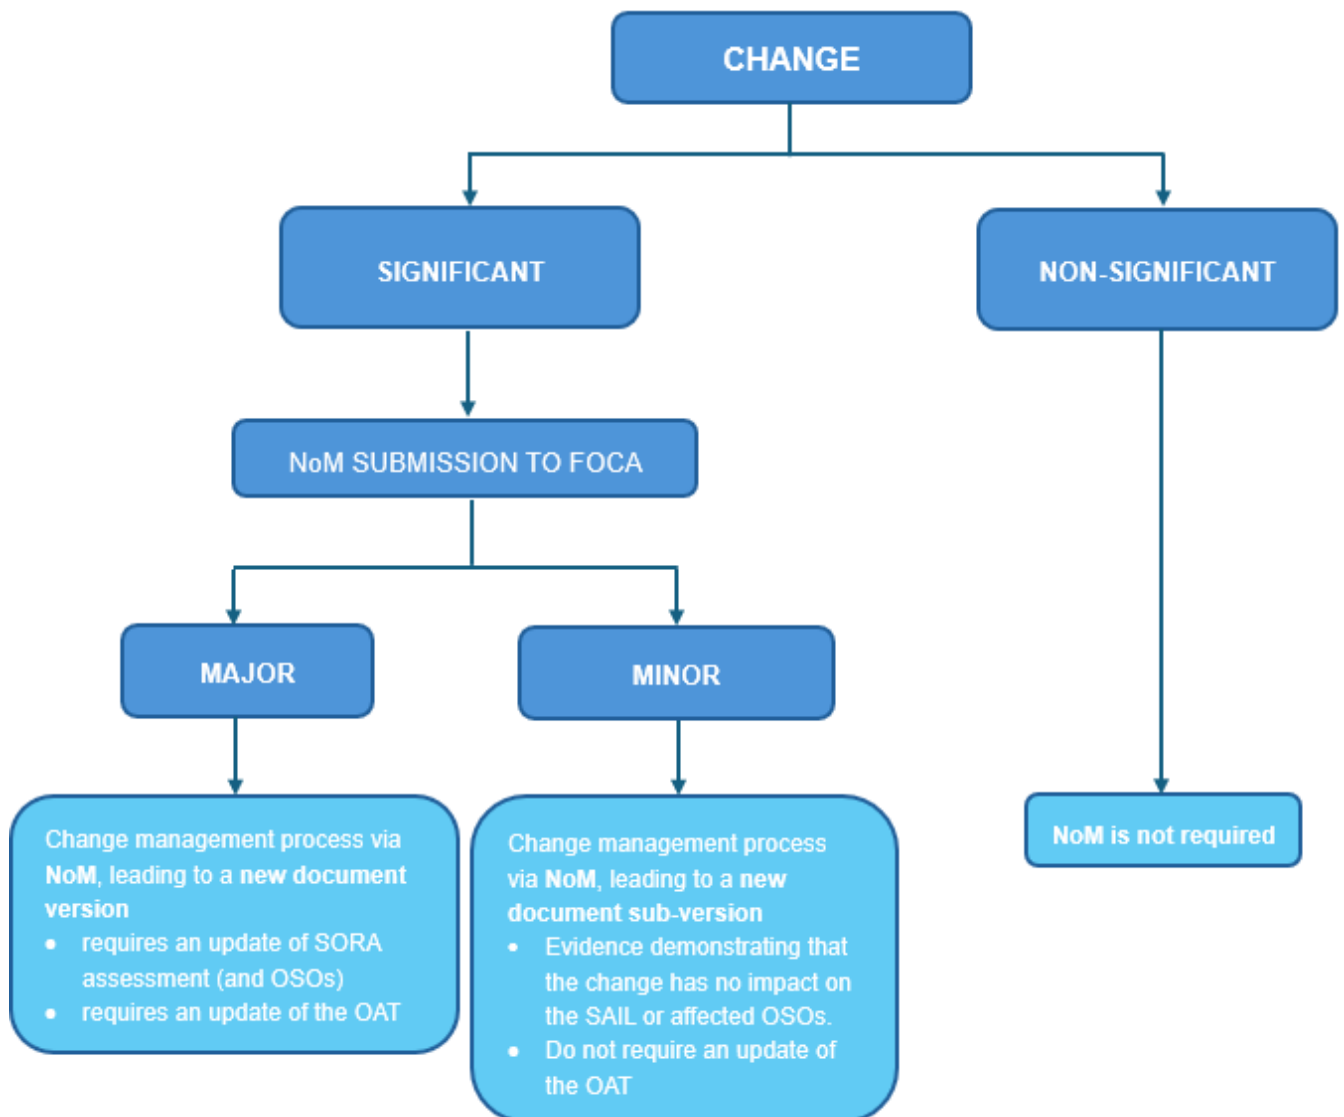 CHANGE
SIGNIFICANT
NON-SIGNIFICANT
NoM SUBMISSION TO FOCA
MAJOR
MINOR
Change management process via
NoM, leading to a new document
version
• requires an update of SORA
assessment (and OSOs)
• requires an update of the OAT
Change management process
via NoM, leading to a new
document sub-version
• Evidence demonstrating that
the change has no impact on
the SAIL or affected OSOs.
• Do not require an update of
the OAT
NoM is not required